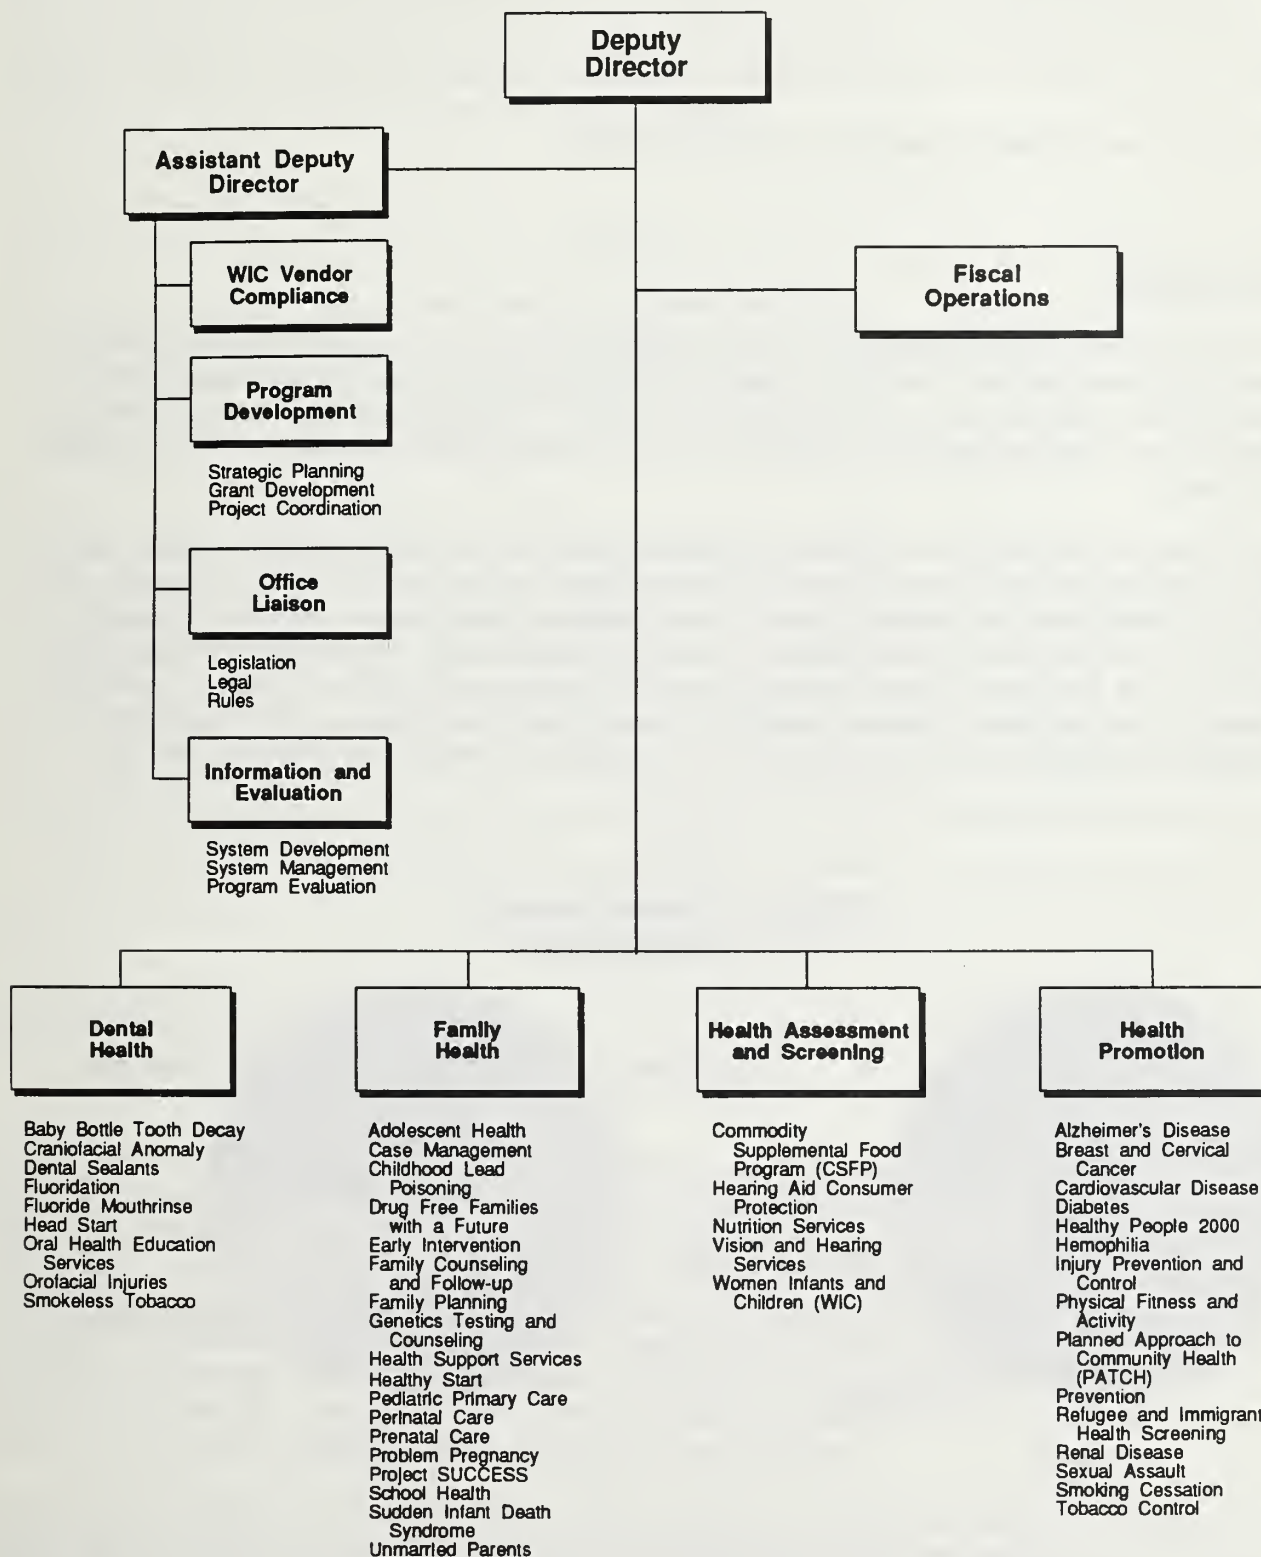 Deputy
Director
Assistant Deputy
Director
WIC Vendor
Compliance
Fiscal
Operations
Program
Development
Strategic Planning
Grant Development
Project Coordination
Office
Liaison
Legislation
Legal
Rules
Information and
Evaluation
System Development
System Management
Program Evaluation
Dental
Health
Baby Bottle Tooth Decay
Craniofacial Anomaly
Dental Sealants
Fluoridation
Fluoride Mouthrinse
Head Start
Oral Health Education
Services
Orofacial Injuries
Smokeless Tobacco
Family
Health
Adolescent Health
Case Management
Childhood Lead
Poisoning
Drug Free Families
with a Future
Early Intervention
Family Counseling
and Follow-up
Family Planning
Genetics Testing and
Counseling
Health Support Services
Healthy Start
Pediatric Primary Care
Perinatal Care
Prenatal Care
Problem Pregnancy
Project SUCCESS
School Health
Sudden Infant Death
Syndrome
Unmarried Parents
Health Assessment
and Screening
Commodity
Supplemental Food
Program (CSFP)
Hearing Aid Consumer
Protection
Nutrition Services
Vision and Hearing
Services
Women Infants and
Children (WIC)
Health
Promotion
Alzheimer's Disease
Breast and Cervical
Cancer
Cardiovascular Disease
Diabetes
Healthy People 2000
Hemophilia
Injury Prevention and
Control
Physical Fitness and
Activity
Planned Approach to
Community Health
(PATCH)
Prevention
Refugee and Immigrant
Health Screening
Renal Disease
Sexual Assault
Smoking Cessation
Tobacco Control